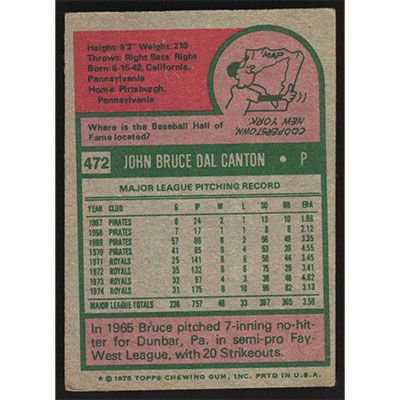 Height: 6'2" Weight: 210
Throws: Right Bats: Right
Born: 6-15-42, California,
Pennsylvania
Home: Pittsburgh,
Pennsylvania
MAP
Where is the Baseball Hall of
Fame located?
COOPERSTOWN,
NEW YORK
472 JOHN BRUCE DAL CANTON • P
MAJOR LEAGUE PITCHING RECORD
YEAR CLUB G IP W L SO BB ERA
1967 PIRATES 8 24 2 1 13 10 1.88
1968 PIRATES 7 17 1 1 8 6 2.12
1969 PIRATES 57 86 8 2 56 49 3.35
1970 PIRATES 41 85 9 4 53 39 4.55
1971 ROYALS 25 141 8 6 58 44 3.45
1972 ROYALS 35 132 6 6 75 29 3.41
1973 ROYALS 32 97 4 3 38 46 4.82
1974 ROYALS 31 175 8 10 96 82 3.13
MAJOR LEAGUE TOTALS 236 757 46 33 397 305 3.56
In 1965 Bruce pitched 7-inning no-hit-
ter for Dunbar, Pa. in semi-pro Fay-
West League, with 20 Strikeouts.
* © 1975 TOPPS CHEWING GUM, INC. PRTD IN U.S.A.